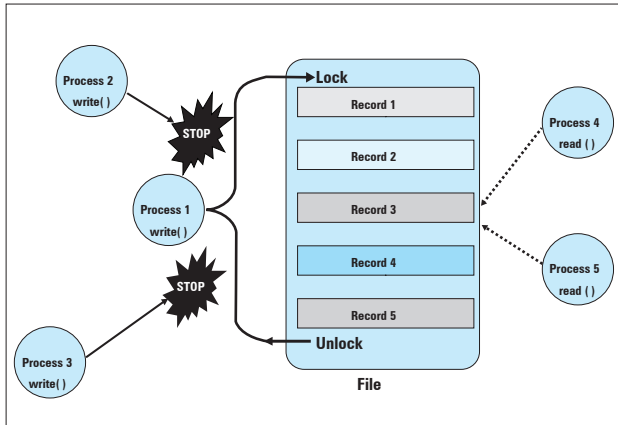 Process 2
write( )
STOP
Process 1
write( )
STOP
Process 3
write( )
Lock
Record 1
Record 2
Record 3
Record 4
Record 5
Unlock
File
Process 4
read ( )
Process 5
read ( )